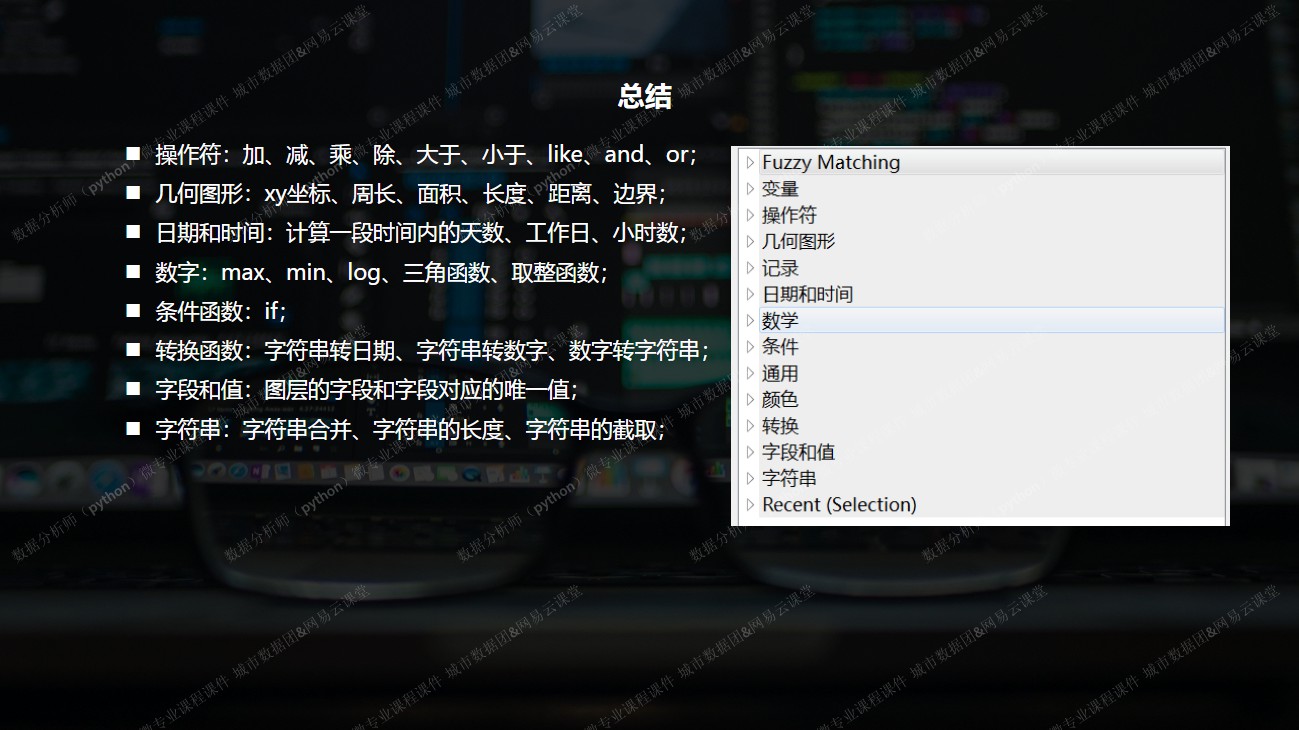 总结
■ 操作符：加、减、乘、除、大于、小于、like、and、or；
■ 几何图形：xy坐标、周长、面积、长度、距离、边界；
■ 日期和时间：计算一段时间内的天数、工作日、小时数；
■ 数字：max、min、log、三角函数、取整函数；
■ 条件函数：if；
■ 转换函数：字符串转日期、字符串转数字、数字转字符串；
■ 字段和值：图层的字段和字段对应的唯一值；
■ 字符串：字符串合并、字符串的长度、字符串的截取；
Fuzzy Matching
变量
操作符
几何图形
记录
日期和时间
数学
条件
通用
颜色
转换
字段和值
字符串
Recent (Selection)
数据分析师（python）微专业课程课件 城市数据团&网易云课堂